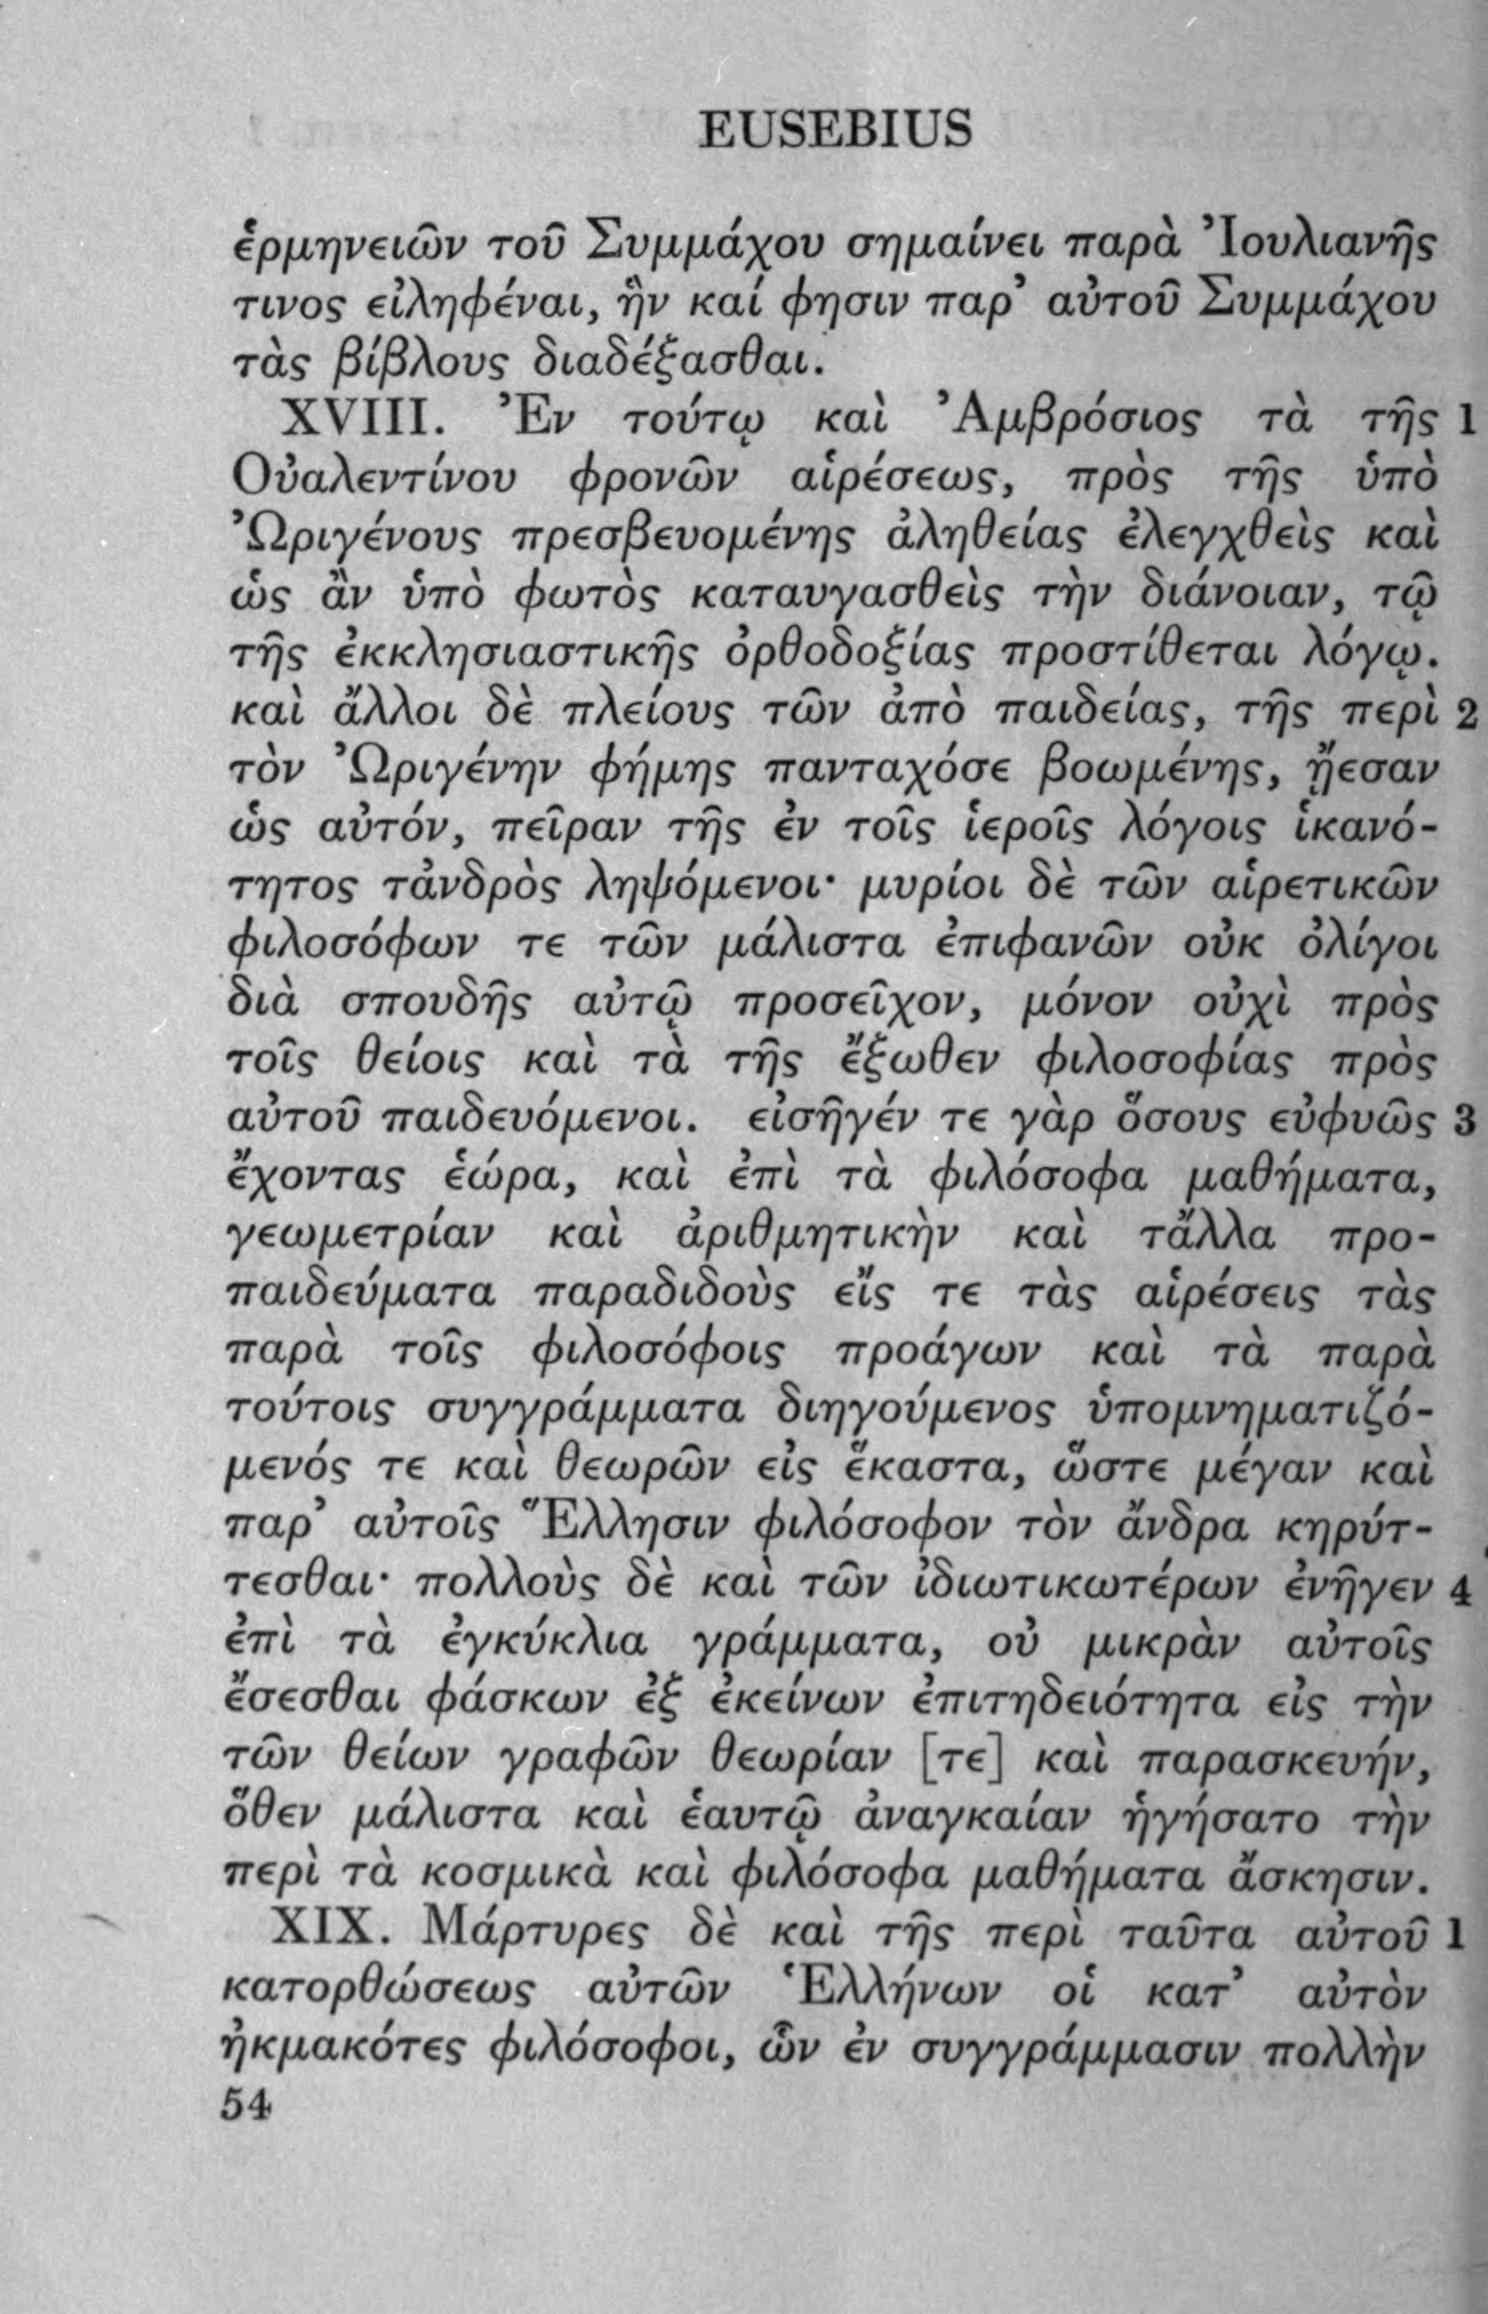 EUSEBIUS
ἑρμηνειῶν τοῦ Συμμάχου σημαίνει παρὰ Ἰουλιανῆς
τινος εἰληφέναι, ἣν καί φησιν παρ’ αὐτοῦ Συμμάχου
τὰς βίβλους διαδέξασθαι.
XVIII. Ἐν τούτῳ καὶ Ἀμβρόσιος τὰ τῆς 1
Οὐαλεντίνου φρονῶν αἱρέσεως, πρὸς τῆς ὑπὸ
Ὠριγένους πρεσβευομένης ἀληθείας ἐλεγχθεὶς καὶ
ὡς ἂν ὑπὸ φωτὸς καταυγασθεὶς τὴν διάνοιαν, τῷ
τῆς ἐκκλησιαστικῆς ὀρθοδοξίας προστίθεται λόγῳ.
καὶ ἄλλοι δὲ πλείους τῶν ἀπὸ παιδείας, τῆς περὶ 2
τὸν Ὠριγένην φήμης πανταχόσε βοωμένης, ᾔεσαν
ὡς αὐτόν, πεῖραν τῆς ἐν τοῖς ἱεροῖς λόγοις ἱκανό-
τητος τἀνδρὸς ληψόμενοι· μυρίοι δὲ τῶν αἱρετικῶν
φιλοσόφων τε τῶν μάλιστα ἐπιφανῶν οὐκ ὀλίγοι
διὰ σπουδῆς αὐτῷ προσεῖχον, μόνον οὐχὶ πρὸς
τοῖς θείοις καὶ τὰ τῆς ἔξωθεν φιλοσοφίας πρὸς
αὐτοῦ παιδευόμενοι. εἰσῆγέν τε γὰρ ὅσους εὐφυῶς 3
ἔχοντας ἑώρα, καὶ ἐπὶ τὰ φιλόσοφα μαθήματα,
γεωμετρίαν καὶ ἀριθμητικὴν καὶ τἄλλα προ-
παιδεύματα παραδιδοὺς εἴς τε τὰς αἱρέσεις τὰς
παρὰ τοῖς φιλοσόφοις προάγων καὶ τὰ παρὰ
τούτοις συγγράμματα διηγούμενος ὑπομνηματιζό-
μενός τε καὶ θεωρῶν εἰς ἕκαστα, ὥστε μέγαν καὶ
παρ’ αὐτοῖς Ἕλλησιν φιλόσοφον τὸν ἄνδρα κηρύτ-
τεσθαι· πολλοὺς δὲ καὶ τῶν ἰδιωτικωτέρων ἐνῆγεν 4
ἐπὶ τὰ ἐγκύκλια γράμματα, οὐ μικρὰν αὐτοῖς
ἔσεσθαι φάσκων ἐξ ἐκείνων ἐπιτηδειότητα εἰς τὴν
τῶν θείων γραφῶν θεωρίαν [τε] καὶ παρασκευήν,
ὅθεν μάλιστα καὶ ἑαυτῷ ἀναγκαίαν ἡγήσατο τὴν
περὶ τὰ κοσμικὰ καὶ φιλόσοφα μαθήματα ἄσκησιν.
XIX. Μάρτυρες δὲ καὶ τῆς περὶ ταῦτα αὐτοῦ 1
κατορθώσεως αὐτῶν Ἑλλήνων οἱ κατ’ αὐτὸν
ἠκμακότες φιλόσοφοι, ὧν ἐν συγγράμμασιν πολλὴν
54